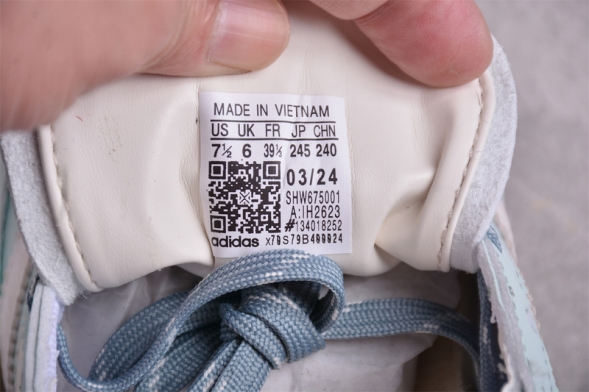 MADE IN VIETNAM
US UK FR JP CHN
7½ 6 39⅓ 245 240
03/24
SHW675001
A:IH2623
#134018252
adidas